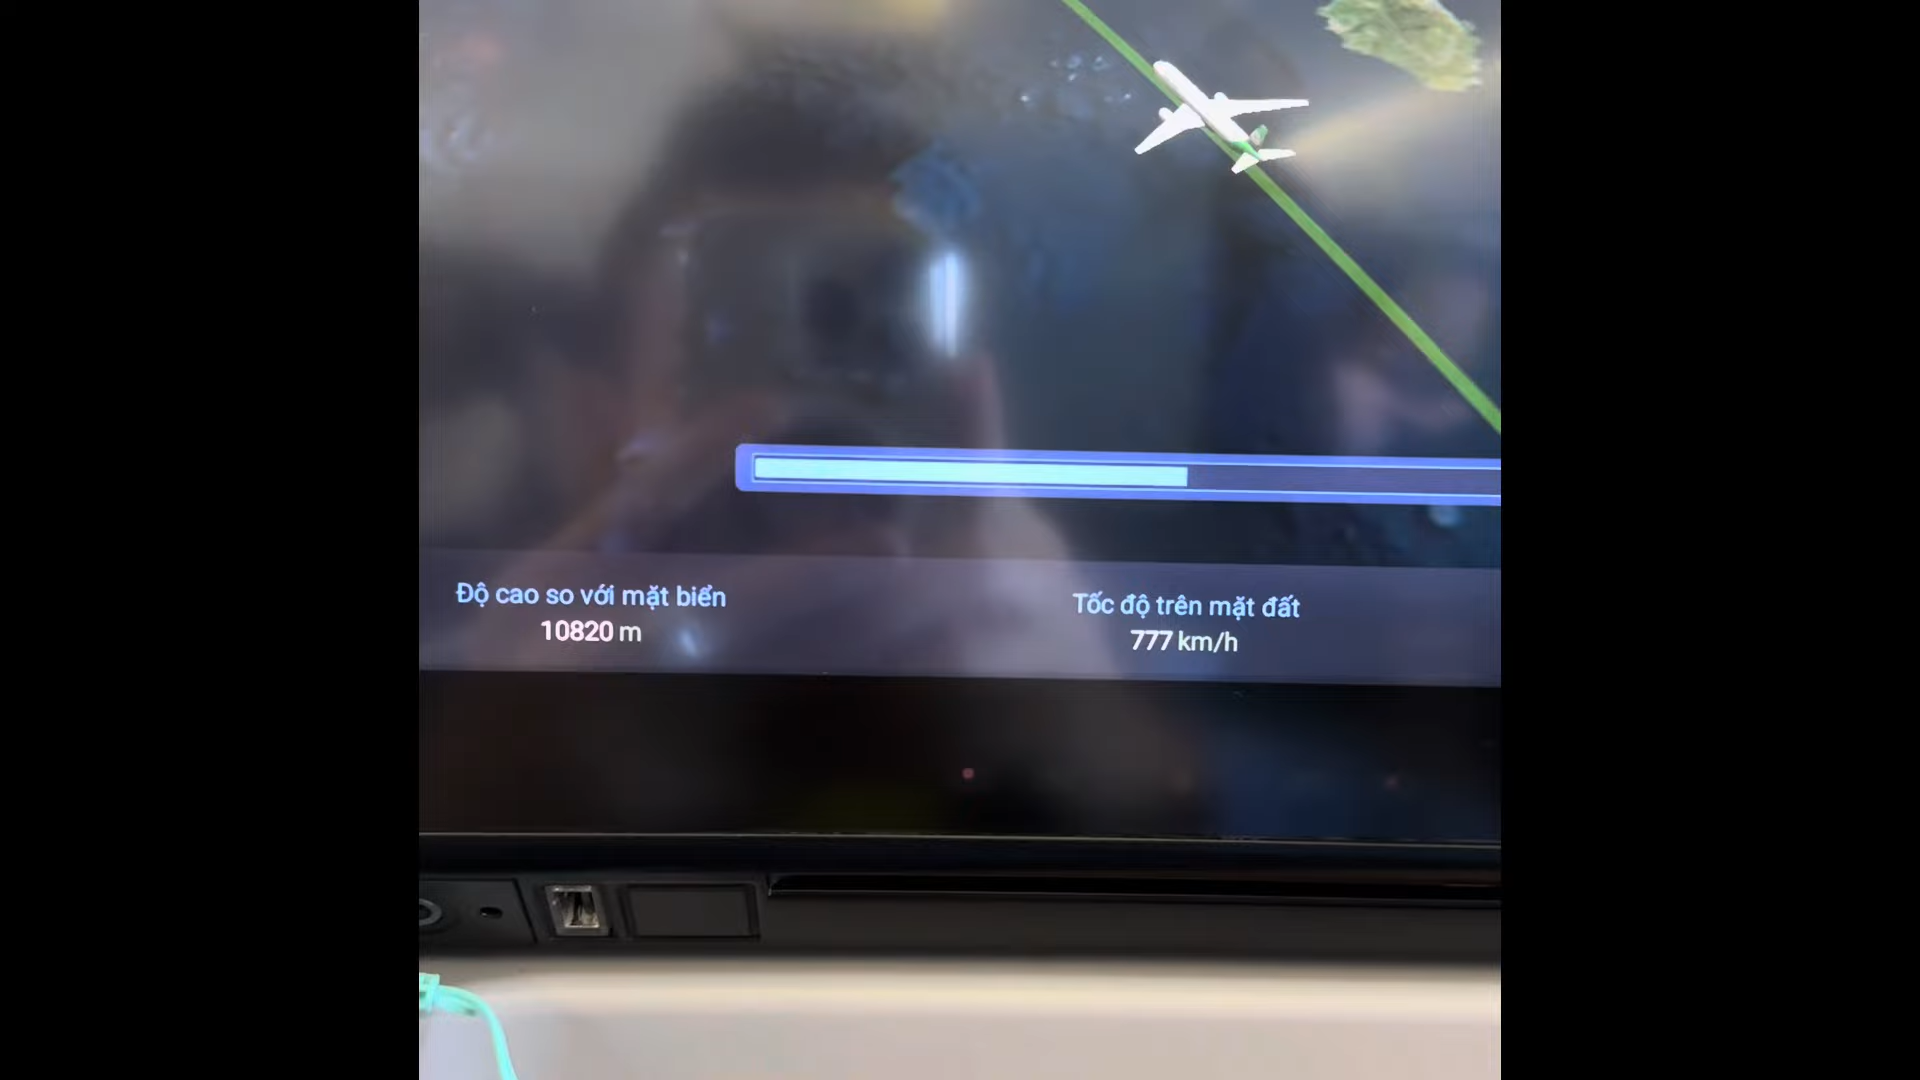 Độ cao so với mặt biển
10820 m
Tốc độ trên mặt đất
777 km/h